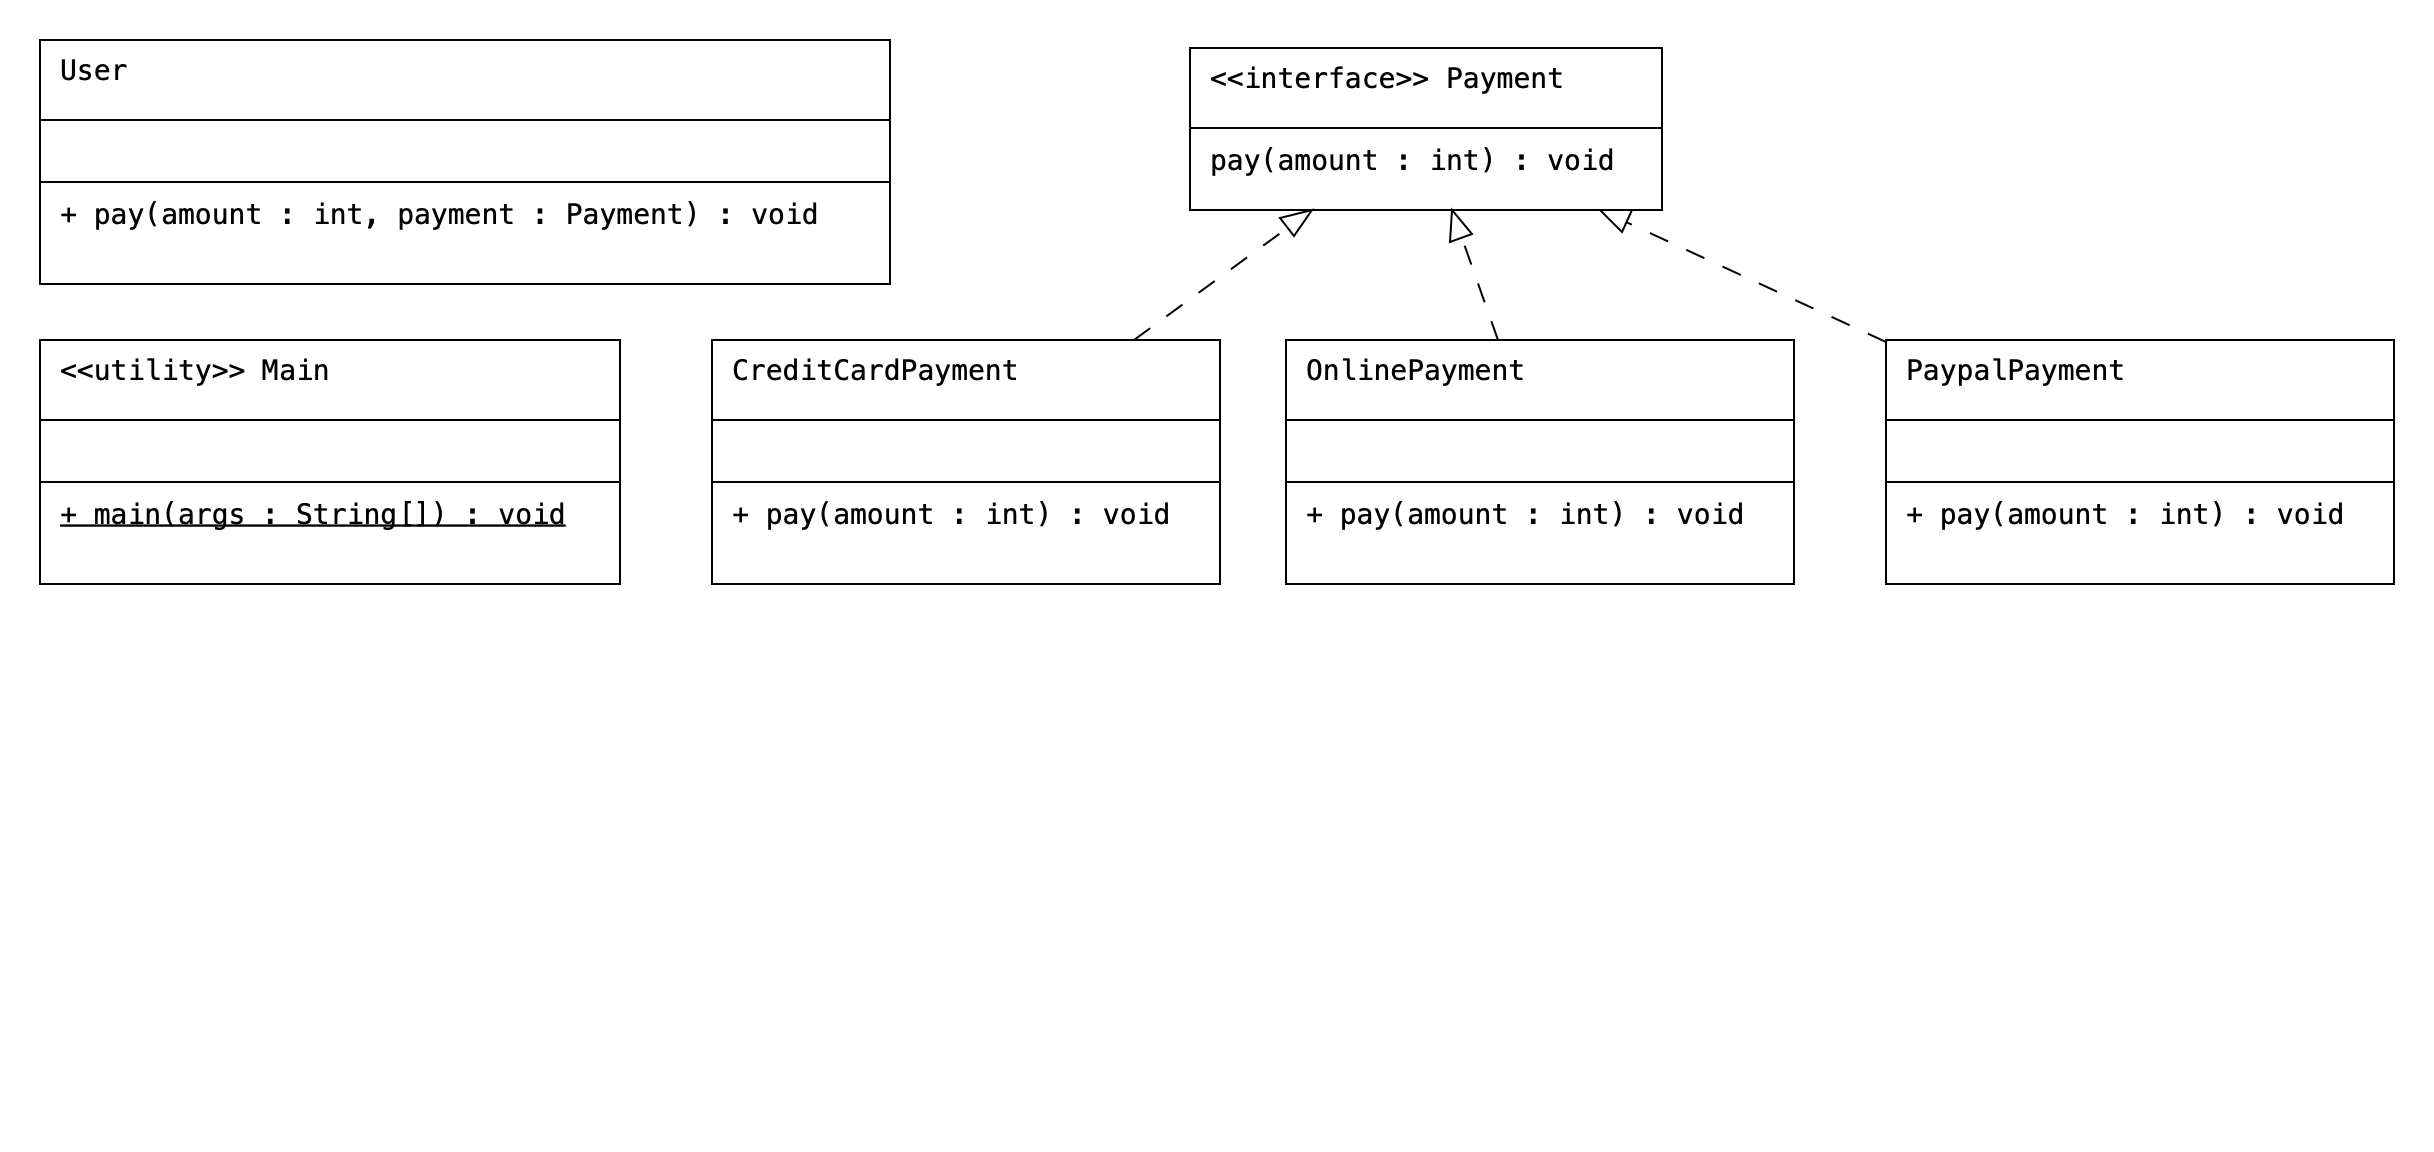 User
+ pay(amount : int, payment : Payment) : void
<<interface>> Payment
pay(amount : int) : void
<<utility>> Main
+ main(args : String[]) : void
CreditCardPayment
+ pay(amount : int) : void
OnlinePayment
+ pay(amount : int) : void
PaypalPayment
+ pay(amount : int) : void